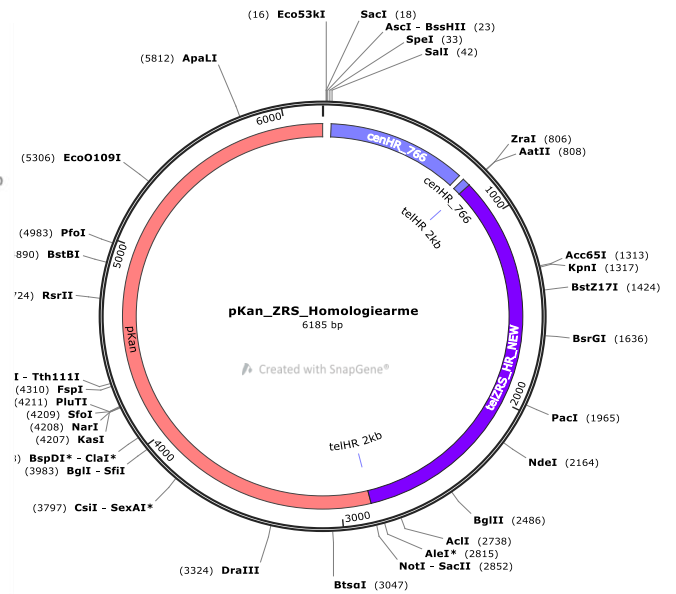 (16) Eco53kI
SacI (18)
AscI - BssHII (23)
SpeI (33)
SalI (42)
(5812) ApaLI
6000
cenHR_766
ZraI (806)
AatII (808)
(5306) EcoO109I
cenHR_766
1000
telHR 2kb
(4983) PfoI
5000
890) BstBI
Acc65I (1313)
KpnI (1317)
BstZ17I (1424)
724) RsrII
pKan_ZRS_Homologiearme
6185 bp
pKan
BsrGI (1636)
telZRS_HR_NEW
Created with SnapGene®
I - Tth111I
(4310) FspI
(4211) PluTI
(4209) SfoI
(4208) NarI
(4207) KasI
2000
PacI (1965)
telHR 2kb
4000
) BspDI* - ClaI*
(3983) BglI - SfiI
NdeI (2164)
(3797) CsiI - SexAI*
3000
BglII (2486)
AclI (2738)
AleI* (2815)
NotI - SacII (2852)
(3324) DraIII
BtsαI (3047)